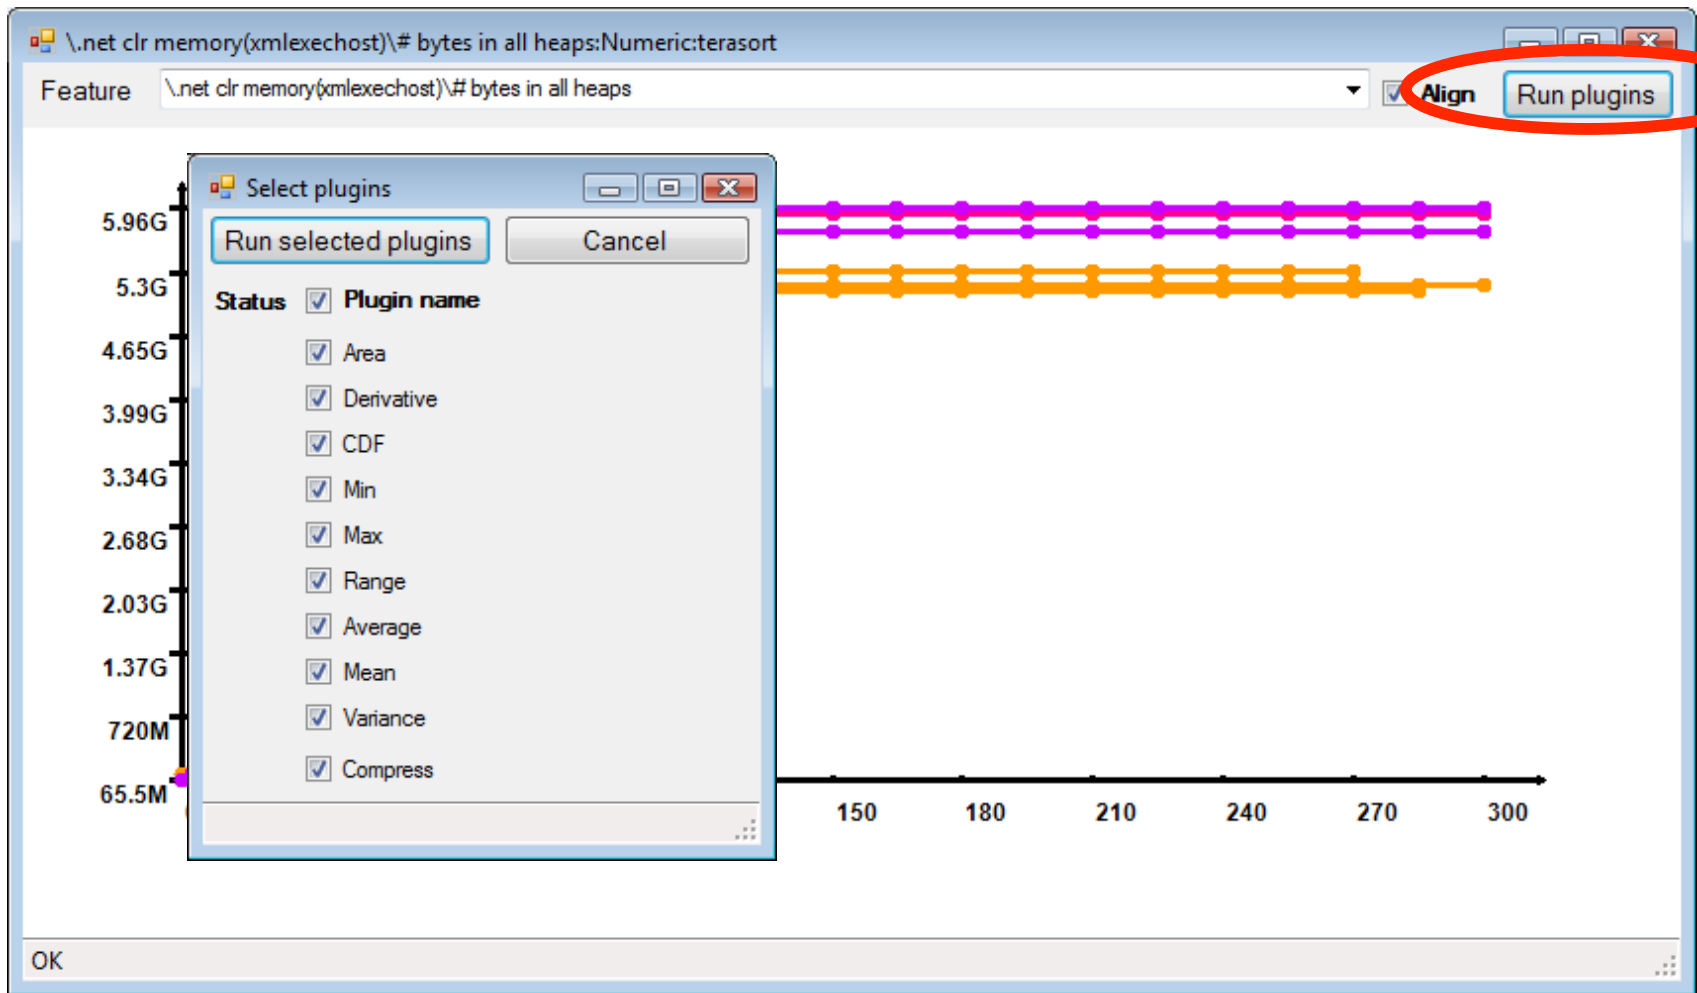 \.net clr memory(xmlexechost)\# bytes in all heaps:Numeric:terasort
Feature \.net clr memory(xmlexechost)\# bytes in all heaps Align Run plugins
Select plugins
Run selected plugins Cancel
Status Plugin name
Area
Derivative
CDF
Min
Max
Range
Average
Mean
Variance
Compress
5.96G
5.3G
4.65G
3.99G
3.34G
2.68G
2.03G
1.37G
720M
65.5M
150 180 210 240 270 300
OK